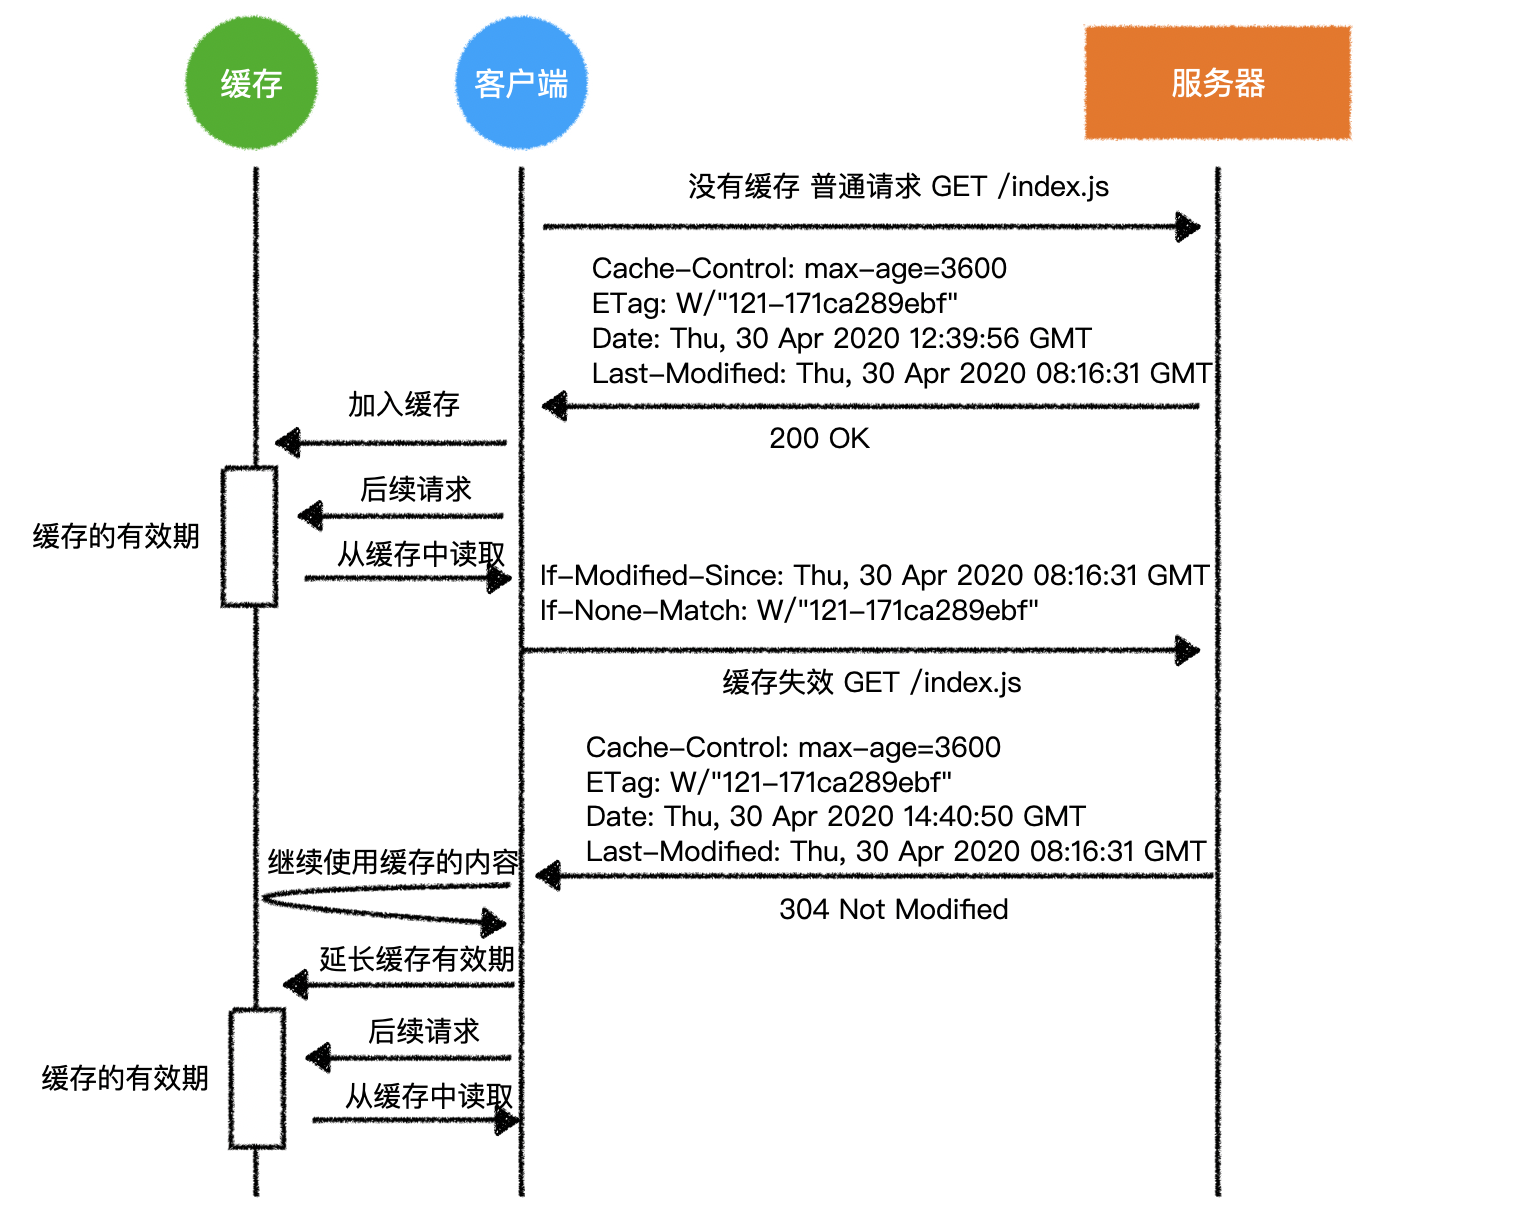 缓存
客户端
服务器
没有缓存 普通请求 GET /index.js
Cache-Control: max-age=3600
ETag: W/"121-171ca289ebf"
Date: Thu, 30 Apr 2020 12:39:56 GMT
Last-Modified: Thu, 30 Apr 2020 08:16:31 GMT
加入缓存
200 OK
后续请求
缓存的有效期
从缓存中读取
If-Modified-Since: Thu, 30 Apr 2020 08:16:31 GMT
If-None-Match: W/"121-171ca289ebf"
缓存失效 GET /index.js
Cache-Control: max-age=3600
ETag: W/"121-171ca289ebf"
Date: Thu, 30 Apr 2020 14:40:50 GMT
Last-Modified: Thu, 30 Apr 2020 08:16:31 GMT
继续使用缓存的内容
304 Not Modified
延长缓存有效期
后续请求
缓存的有效期
从缓存中读取